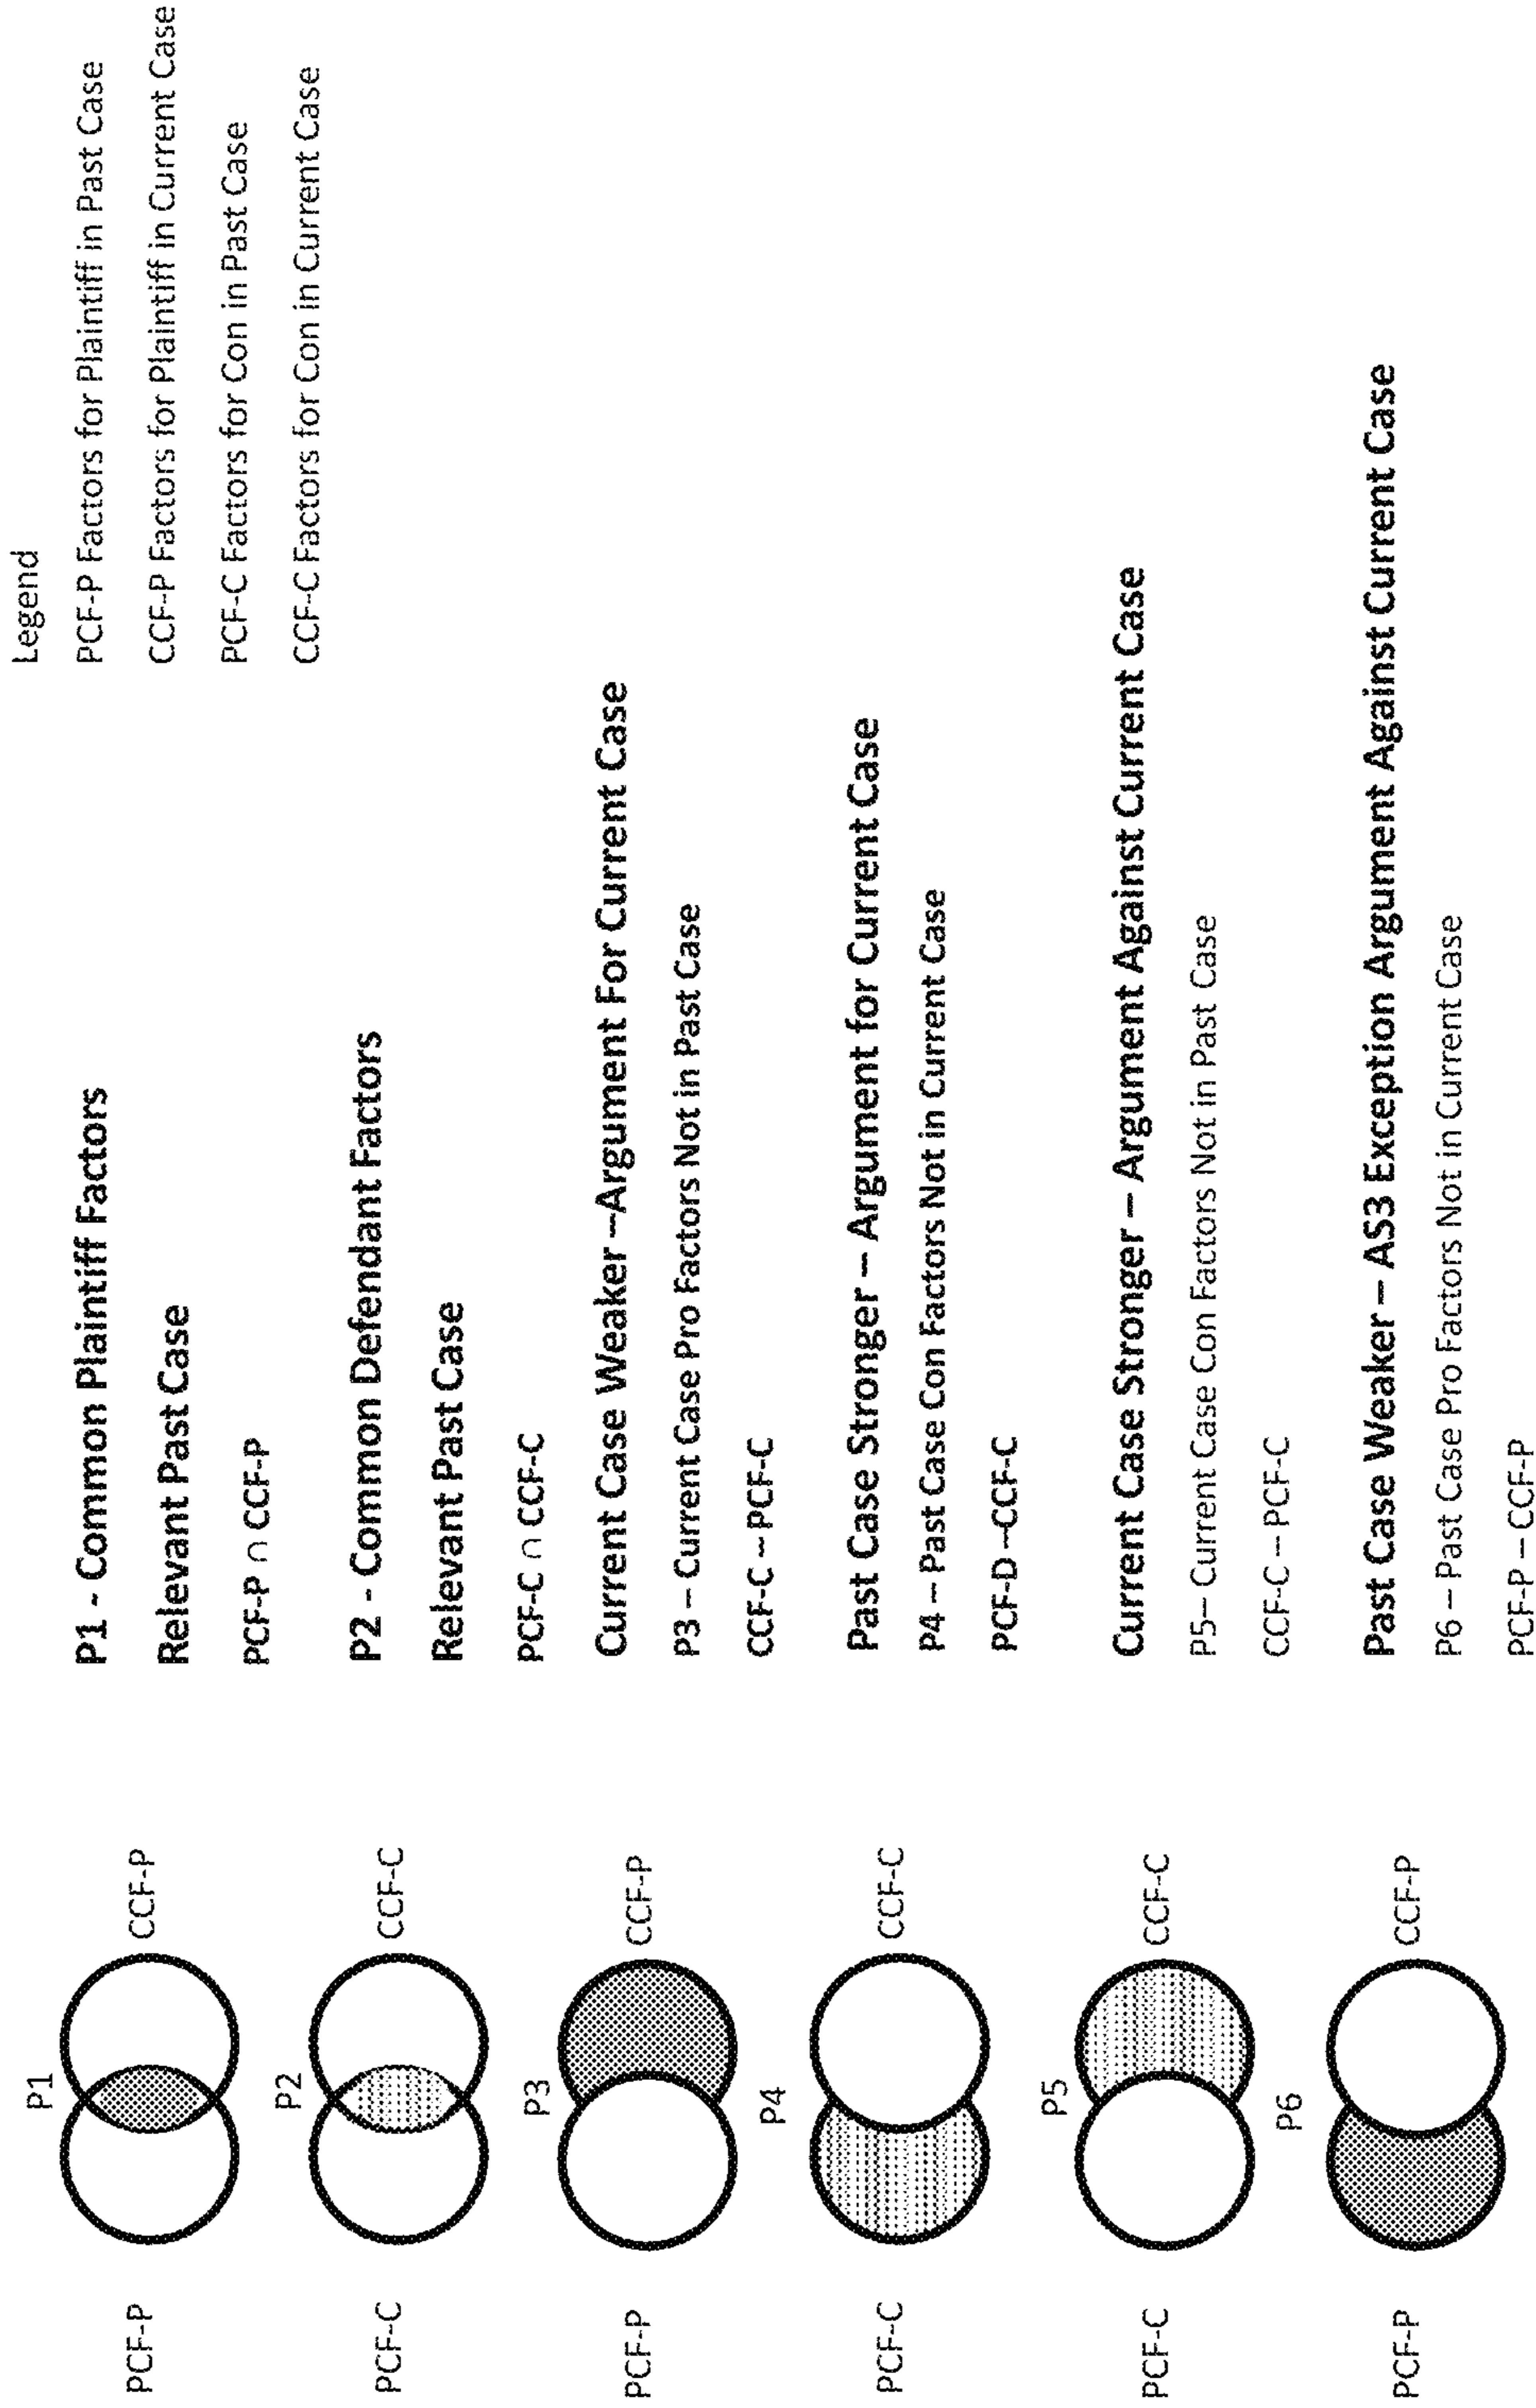 P1
PCF-P
CCF-P
P2
PCF-C
CCF-C
P3
PCF-P
CCF-P
P4
PCF-C
CCF-C
P5
PCF-C
CCF-C
P6
PCF-P
CCF-P
P1 - Common Plaintiff Factors
Relevant Past Case
PCF-P ∩ CCF-P
P2 - Common Defendant Factors
Relevant Past Case
PCF-C ∩ CCF-C
Current Case Weaker –Argument For Current Case
P3 – Current Case Pro Factors Not in Past Case
CCF-C – PCF-C
Past Case Stronger – Argument for Current Case
P4 – Past Case Con Factors Not in Current Case
PCF-D –CCF-C
Current Case Stronger – Argument Against Current Case
P5– Current Case Con Factors Not in Past Case
CCF-C – PCF-C
Past Case Weaker – AS3 Exception Argument Against Current Case
P6 – Past Case Pro Factors Not in Current Case
PCF-P – CCF-P
Legend
PCF-P Factors for Plaintiff in Past Case
CCF-P Factors for Plaintiff in Current Case
PCF-C Factors for Con in Past Case
CCF-C Factors for Con in Current Case